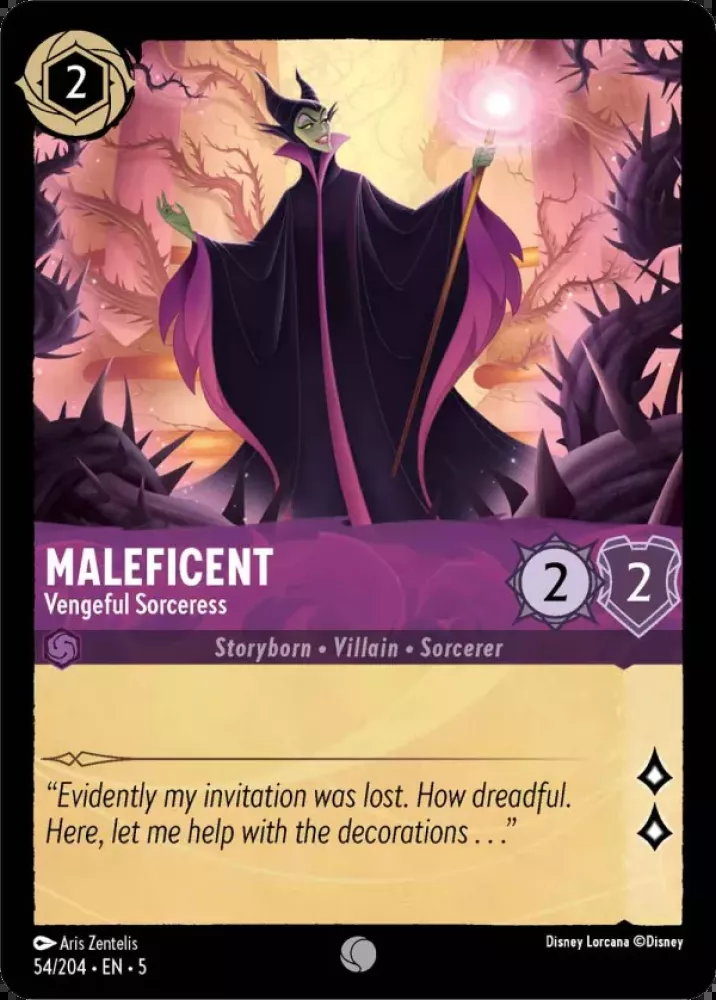 2
MALEFICENT
Vengeful Sorceress
2
2
Storyborn • Villain • Sorcerer
“Evidently my invitation was lost. How dreadful.
Here, let me help with the decorations . . .”
Aris Zentelis
Disney Lorcana ©Disney
54/204 • EN • 5